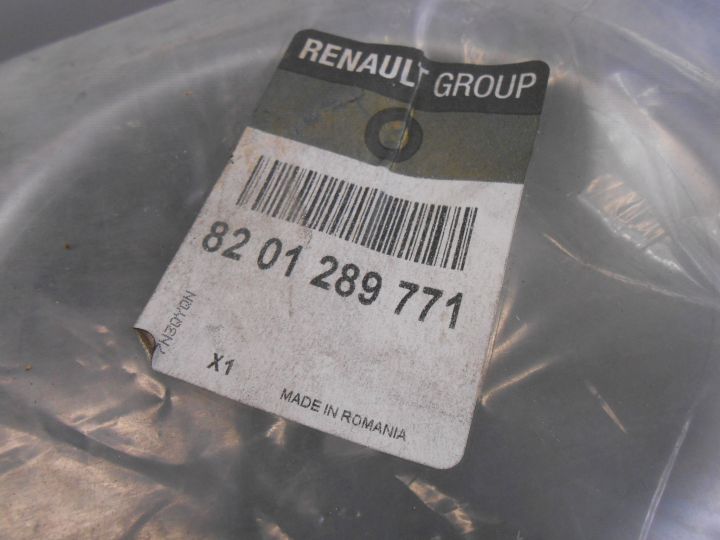 RENAULT GROUP
82 01 289 771
X1
MADE IN ROMANIA